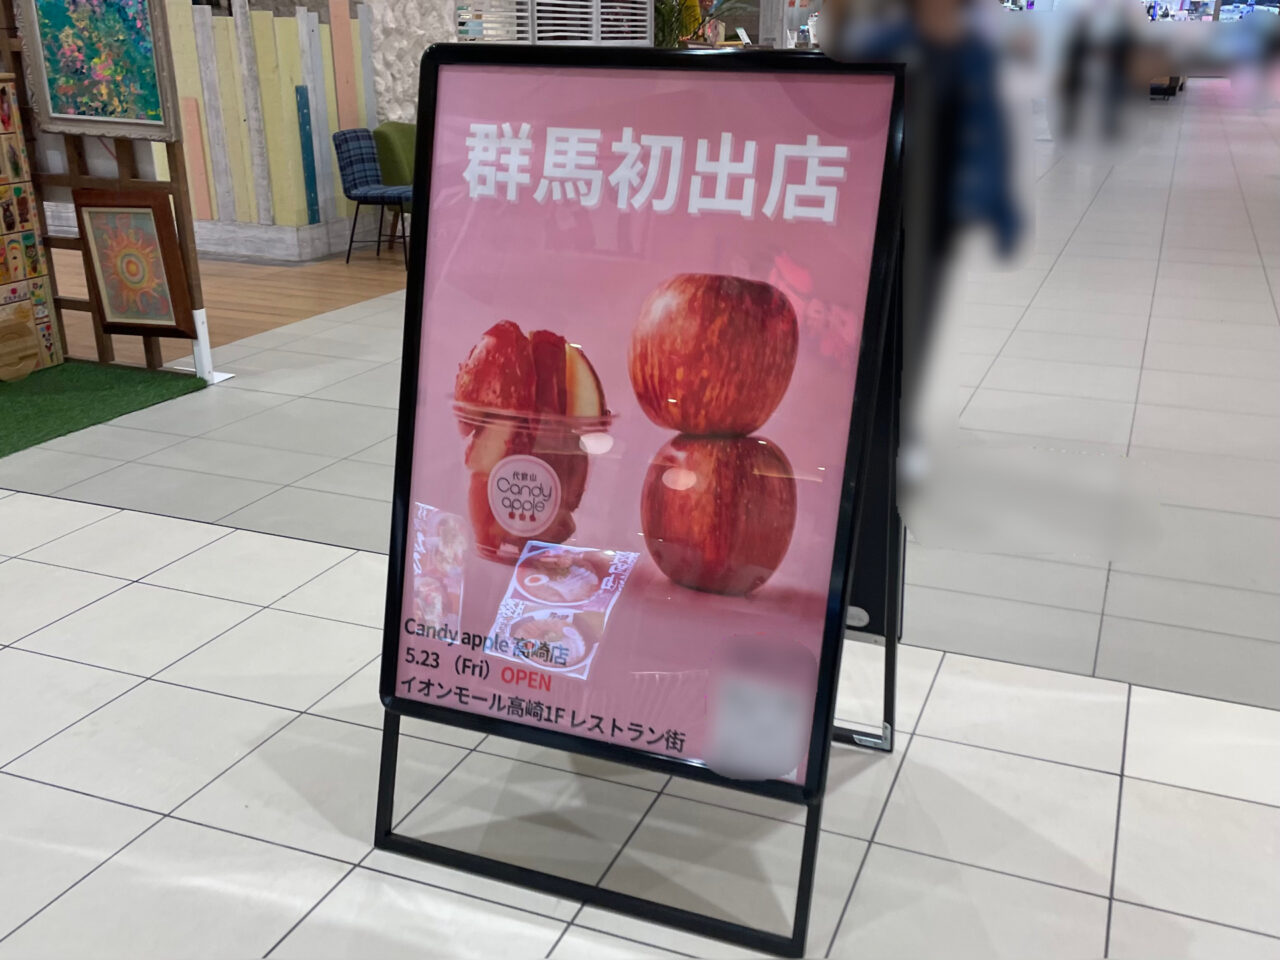 群馬初出店
代官山
Candy
apple
Candy apple 高崎店
5.23 （Fri）OPEN
イオンモール高崎1F レストラン街